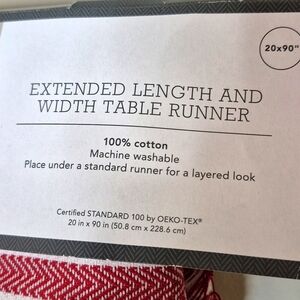 20x90"
EXTENDED LENGTH AND
WIDTH TABLE RUNNER
100% cotton
Machine washable
Place under a standard runner for a layered look
Certified STANDARD 100 by OEKO-TEX®
20 in x 90 in (50.8 cm x 228.6 cm)